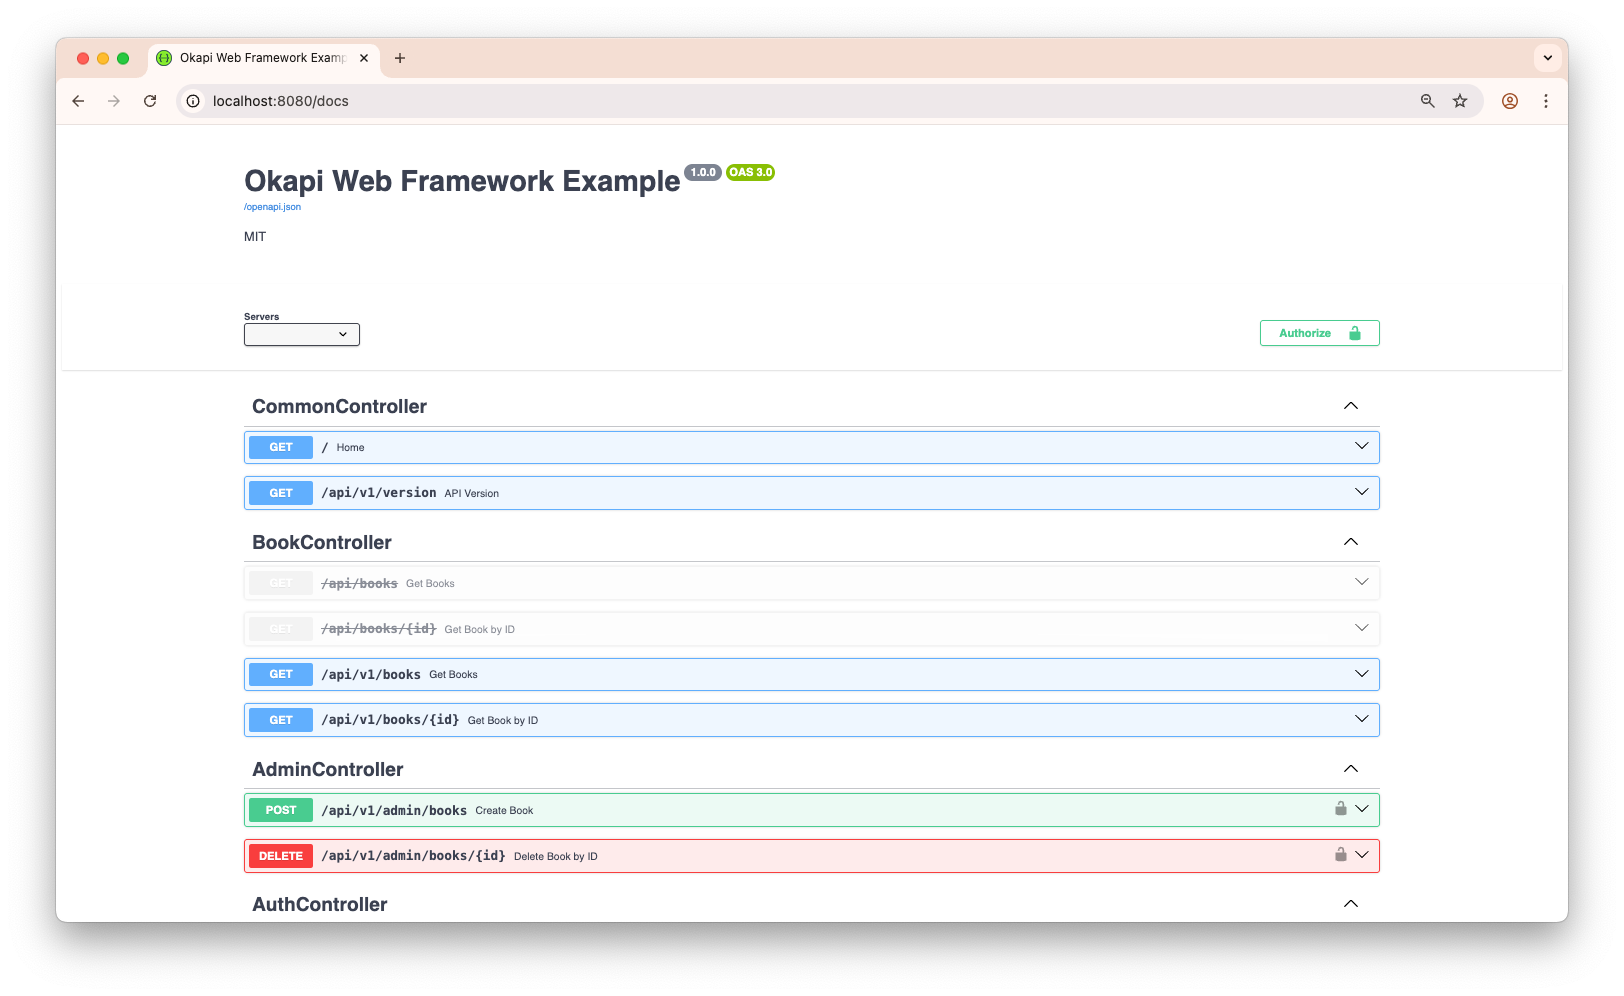 Okapi Web Framework Examp
localhost:8080/docs
Okapi Web Framework Example 1.0.0 OAS 3.0
/openapi.json
MIT
Servers
Authorize
CommonController
GET / Home
GET /api/v1/version API Version
BookController
GET /api/books Get Books
GET /api/books/{id} Get Book by ID
GET /api/v1/books Get Books
GET /api/v1/books/{id} Get Book by ID
AdminController
POST /api/v1/admin/books Create Book
DELETE /api/v1/admin/books/{id} Delete Book by ID
AuthController